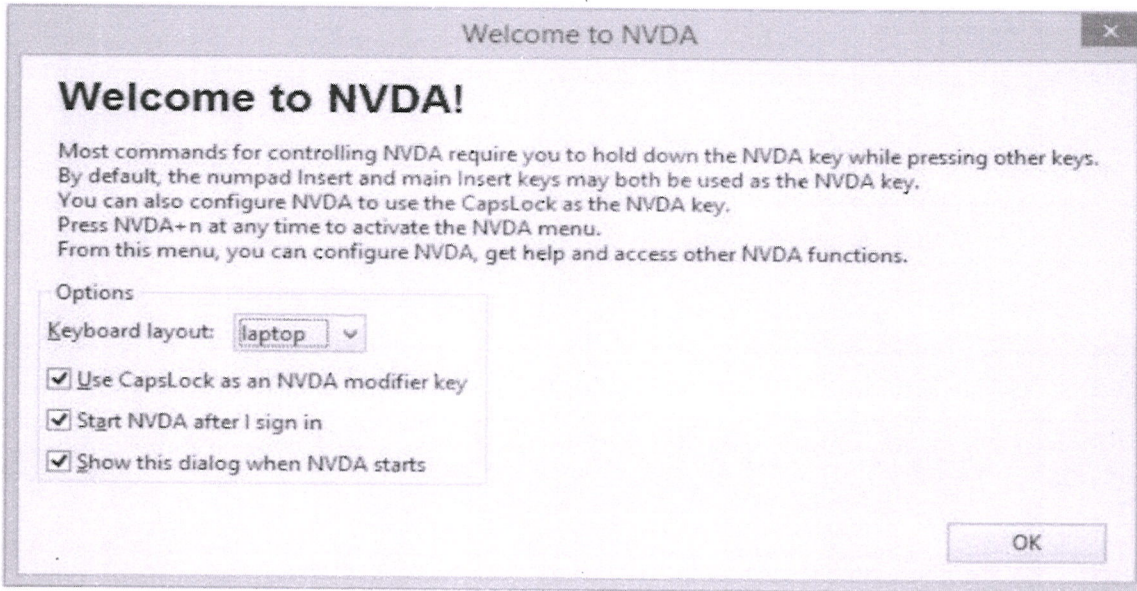 Welcome to NVDA
Welcome to NVDA!
Most commands for controlling NVDA require you to hold down the NVDA key while pressing other keys.
By default, the numpad Insert and main Insert keys may both be used as the NVDA key.
You can also configure NVDA to use the CapsLock as the NVDA key.
Press NVDA+n at any time to activate the NVDA menu.
From this menu, you can configure NVDA, get help and access other NVDA functions.
Options
Keyboard layout: laptop
Use CapsLock as an NVDA modifier key
Start NVDA after I sign in
Show this dialog when NVDA starts
OK